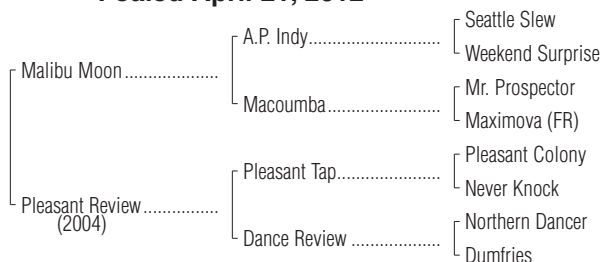 Foaled April 2012
Seattle Slew
A.P. Indy
Weekend Surprise
Malibu Moon
Mr. Prospector
Macoumba
Maximova (FR)
Pleasant Colony
Pleasant Tap
Never Knock
Pleasant Review
(2004)
Northern Dancer
Dance Review
Dumfries